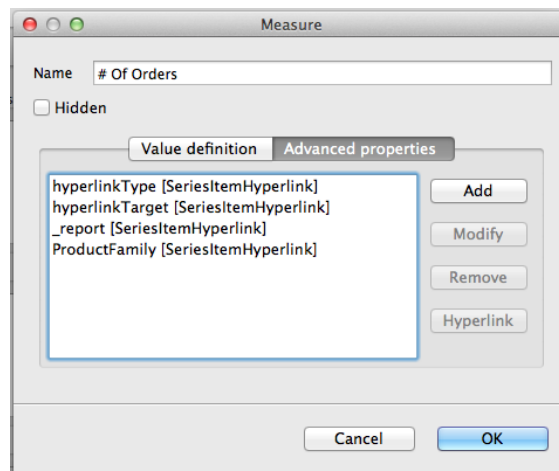 Measure
Name # Of Orders
Hidden
Value definition Advanced properties
hyperlinkType [SeriesItemHyperlink]
hyperlinkTarget [SeriesItemHyperlink]
_report [SeriesItemHyperlink]
ProductFamily [SeriesItemHyperlink]
Add
Modify
Remove
Hyperlink
Cancel OK